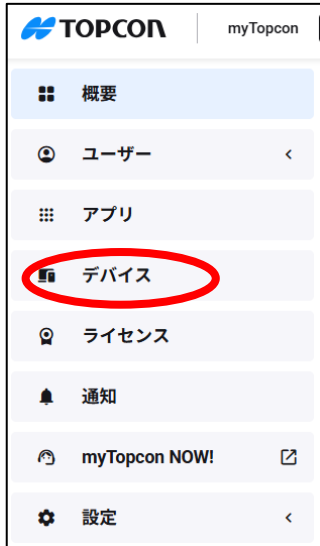 TOPCON myTopcon
概要
ユーザー
アプリ
デバイス
ライセンス
通知
myTopcon NOW!
設定